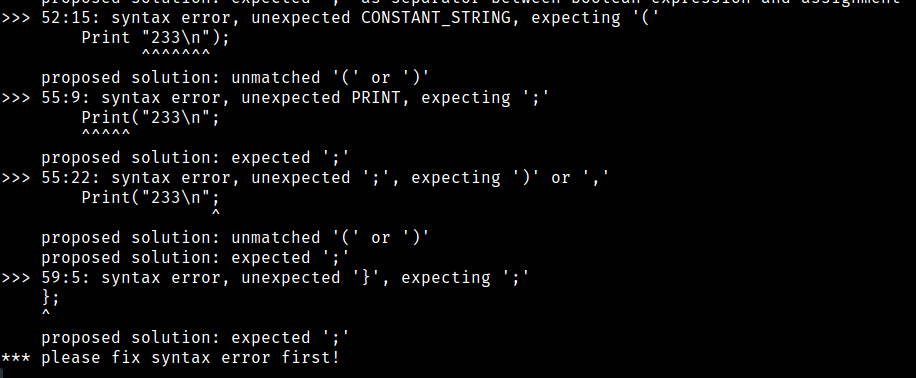 proposed solution: expected ';' as separator between boolean expression and assignment
>>> 52:15: syntax error, unexpected CONSTANT_STRING, expecting '('
        Print "233\n");
              ^^^^^^^
    proposed solution: unmatched '(' or ')'
>>> 55:9: syntax error, unexpected PRINT, expecting ';'
        Print("233\n";
        ^^^^^
    proposed solution: expected ';'
>>> 55:22: syntax error, unexpected ';', expecting ')' or ','
        Print("233\n";
                     ^
    proposed solution: unmatched '(' or ')'
    proposed solution: expected ';'
>>> 59:5: syntax error, unexpected '}', expecting ';'
    };
    ^
    proposed solution: expected ';'
*** please fix syntax error first!